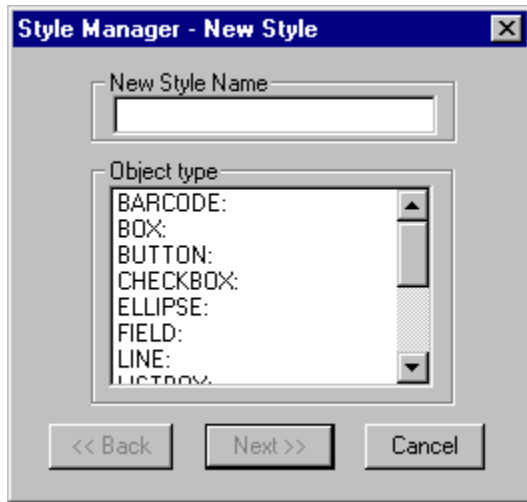 Style Manager - New Style
New Style Name
Object type
BARCODE:
BOX:
BUTTON:
CHECKBOX:
ELLIPSE:
FIELD:
LINE:
LISTBOX:
<< Back
Next >>
Cancel